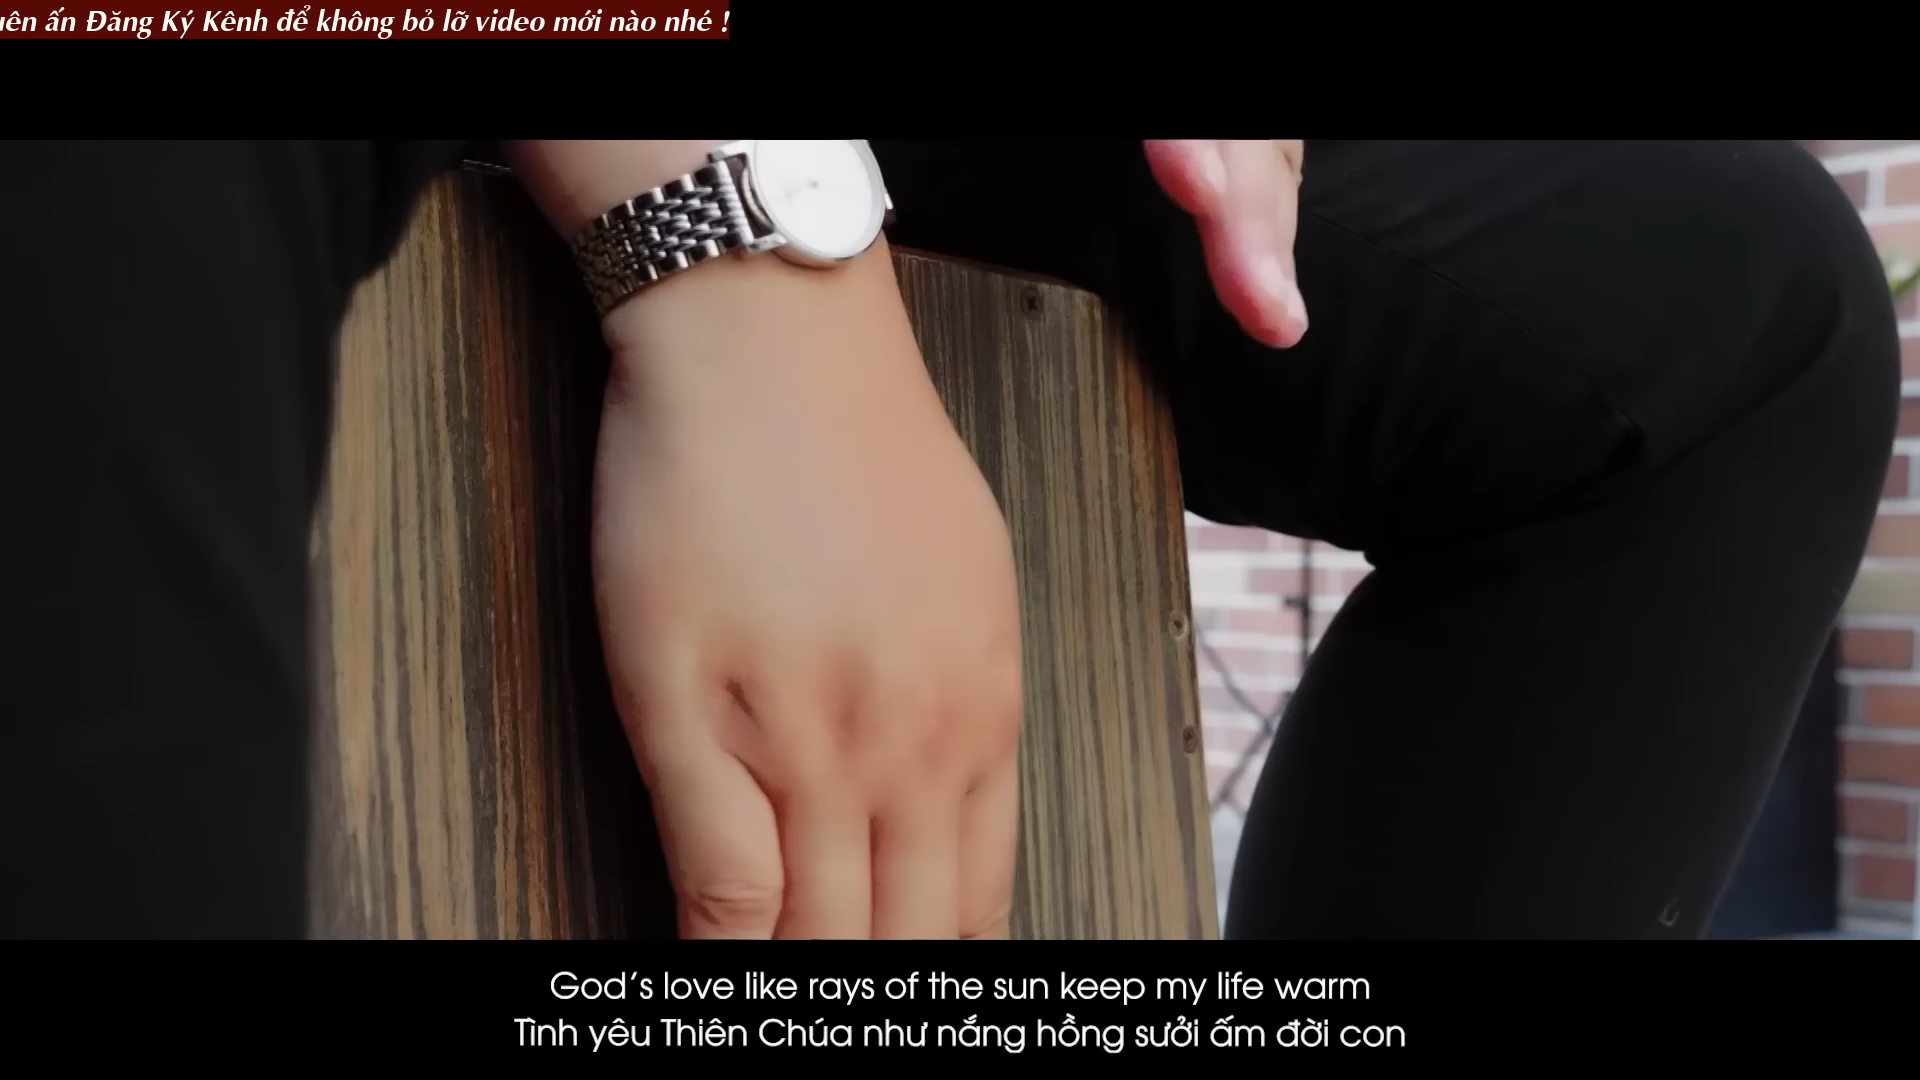 ấn Đăng Ký Kênh để không bỏ lỡ video mới nào nhé !
God's love like rays of the sun keep my life warm
Tình yêu Thiên Chúa như nắng hồng sưởi ấm đời con